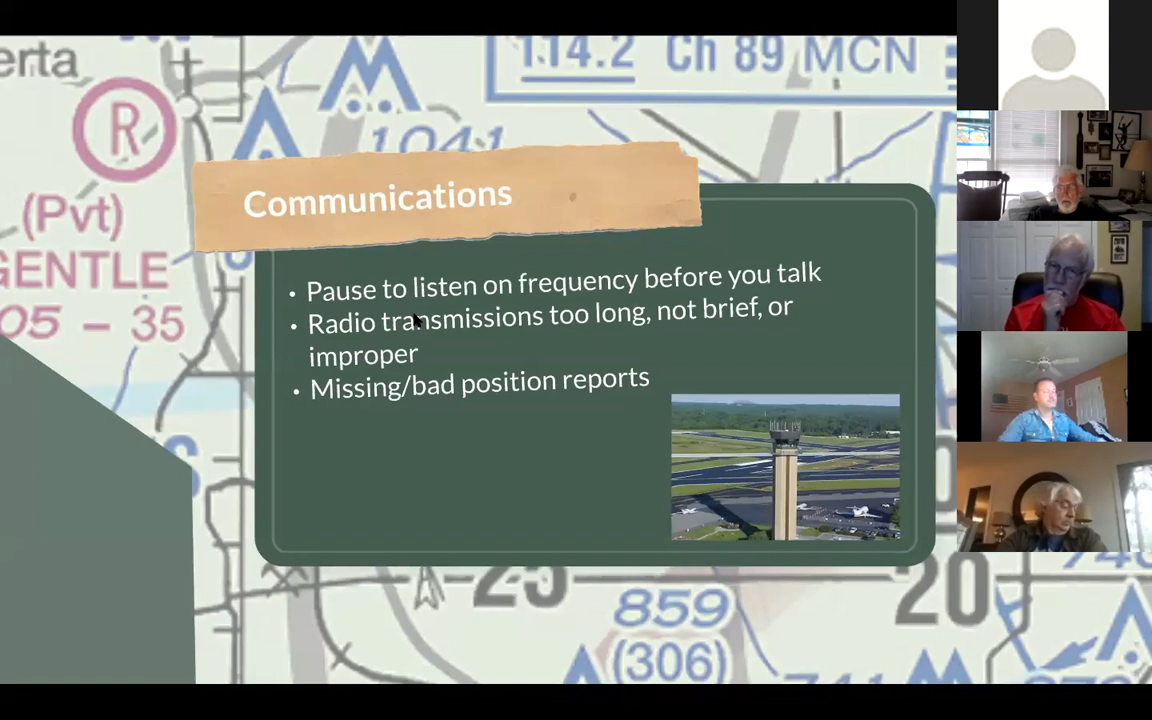 erta
114.2 Ch 89 MCN
R
1041
(Pvt)
GENTLE
05 - 35
Communications
• Pause to listen on frequency before you talk
• Radio transmissions too long, not brief, or
improper
• Missing/bad position reports
25
20
859
(306)